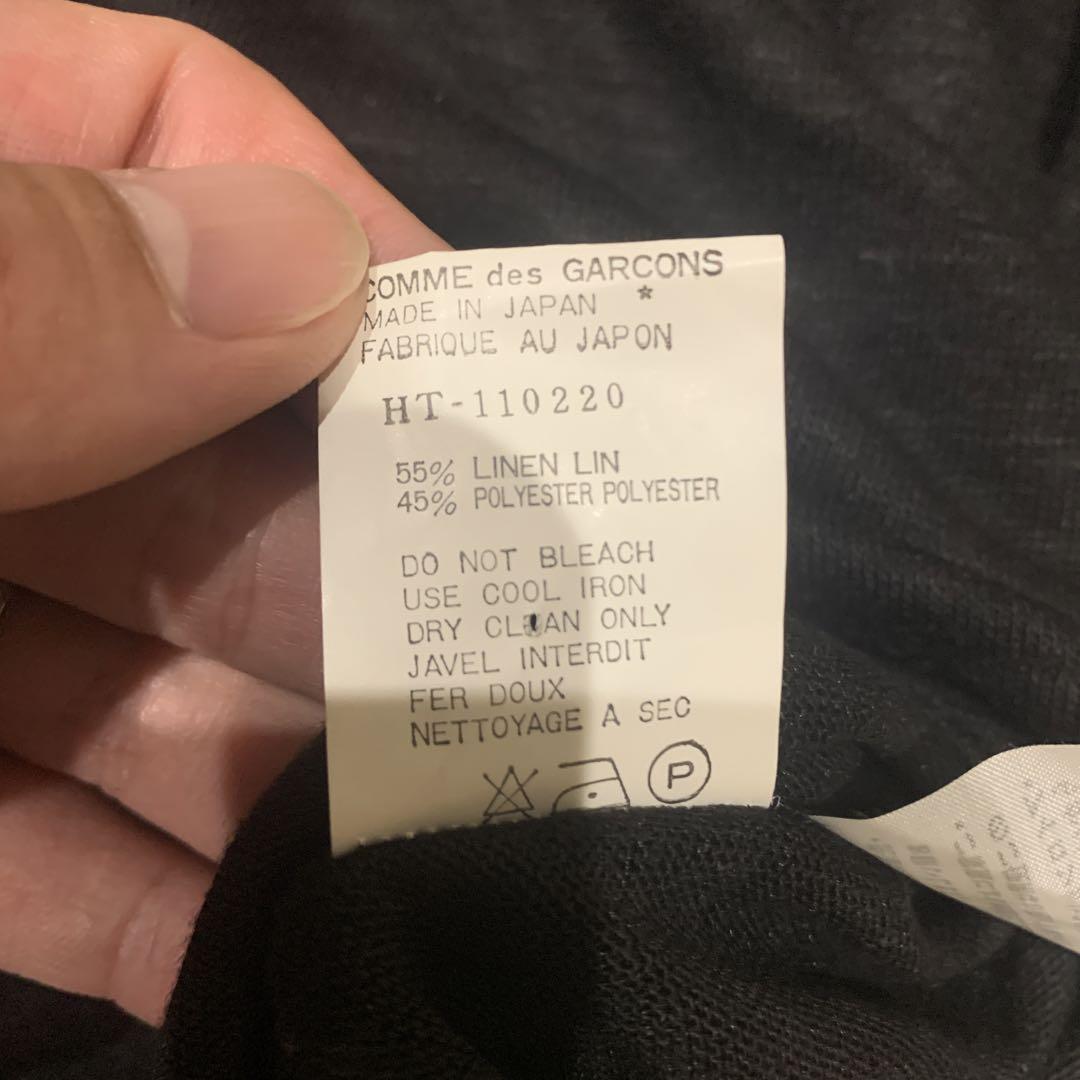 COMME des GARCONS
MADE IN JAPAN *
FABRIQUE AU JAPON
HT-110220
55% LINEN LIN
45% POLYESTER POLYESTER
DO NOT BLEACH
USE COOL IRON
DRY CLEAN ONLY
JAVEL INTERDIT
FER DOUX
NETTOYAGE A SEC
P